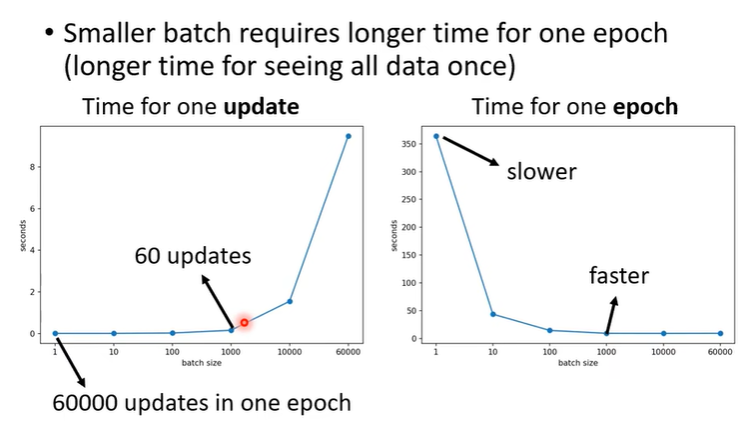 • Smaller batch requires longer time for one epoch
(longer time for seeing all data once)
Time for one update
seconds
8
6
4
2
0
60 updates
1 10 100 1000 10000 60000
batch size
60000 updates in one epoch
Time for one epoch
seconds
350
300
250
200
150
100
50
0
slower
faster
1 10 100 1000 10000 60000
batch size